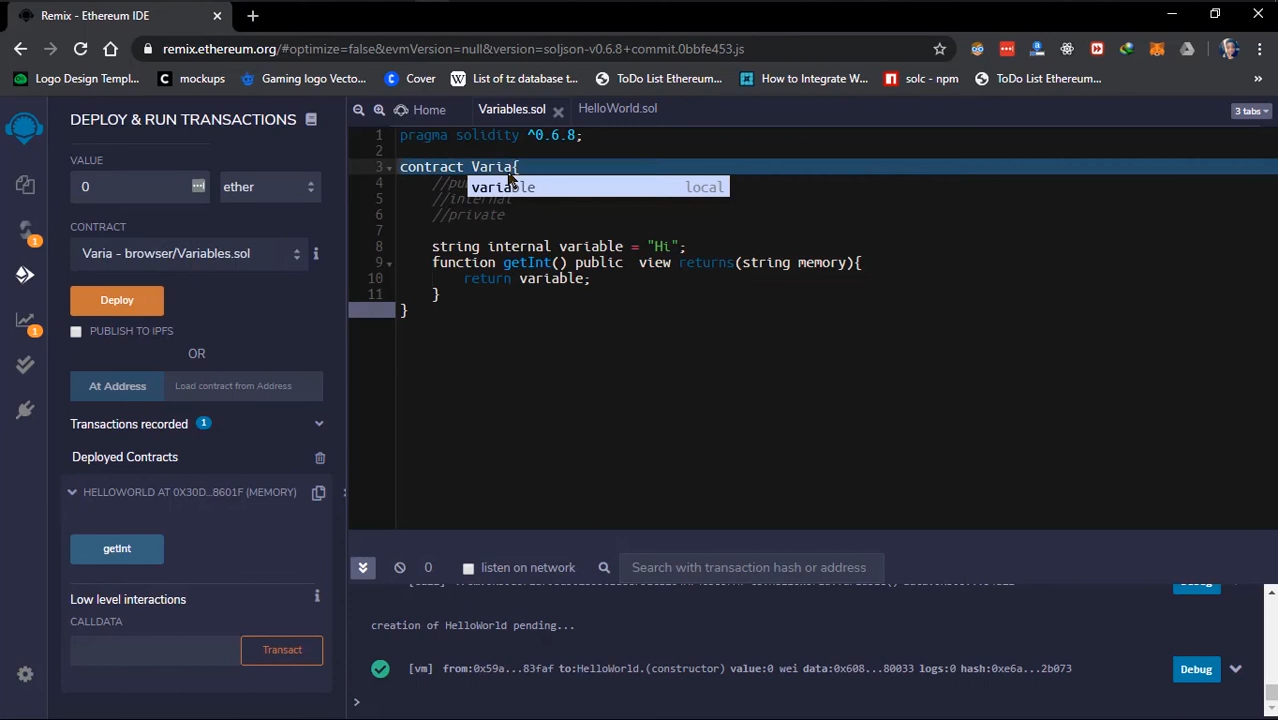 Remix - Ethereum IDE
remix.ethereum.org/#optimize=false&evmVersion=null&version=soljson-v0.6.8+commit.0bbfe453.js
Logo Design Templ... mockups Gaming logo Vecto... Cover List of tz database t... ToDo List Ethereum... How to Integrate W... solc - npm ToDo List Ethereum...
DEPLOY & RUN TRANSACTIONS
VALUE
0 ether
CONTRACT
Varia - browser/Variables.sol
1
Deploy
PUBLISH TO IPFS
1
OR
At Address Load contract from Address
Transactions recorded 1
Deployed Contracts
HELLOWORLD AT 0X30D...8601F (MEMORY)
getInt
Low level interactions
CALLDATA
Transact
Home Variables.sol HelloWorld.sol 3 tabs
1 pragma solidity ^0.6.8;
2
3 contract Varia{
4 //pu
variable local
5 //internal
6 //private
7
8 string internal variable = "Hi";
9 function getInt() public view returns(string memory){
10 return variable;
11 }
}
0 listen on network Search with transaction hash or address
Debug
creation of HelloWorld pending...
[vm] from:0x59a...83faf to:HelloWorld.(constructor) value:0 wei data:0x608...80033 logs:0 hash:0xe6a...2b073 Debug
>